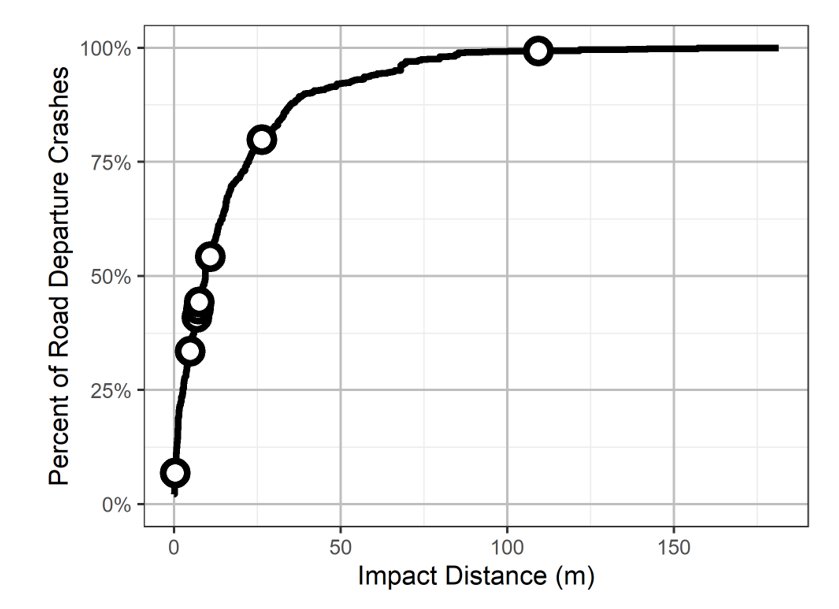 Percent of Road Departure Crashes
100%
75%
50%
25%
0%
0 50 100 150
Impact Distance (m)